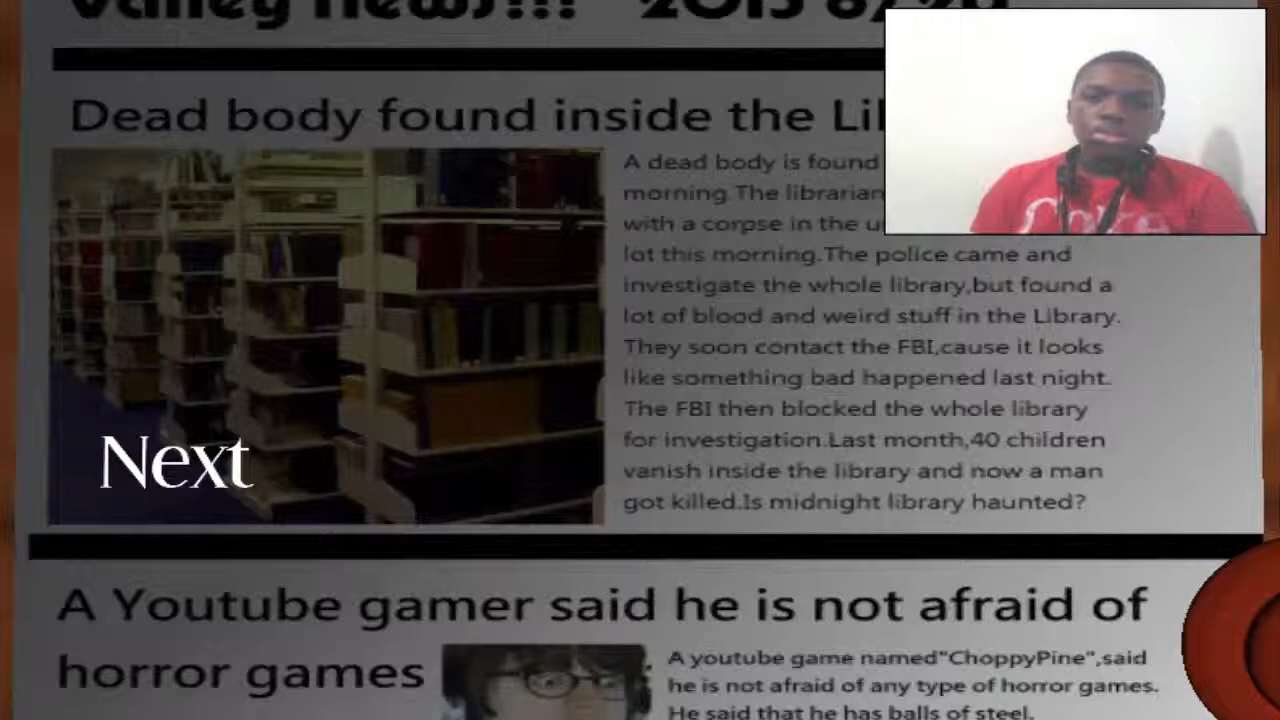 Valley News!!! 2015 8/20
Dead body found inside the Li
A dead body is found
morning.The librarian
with a corpse in the
lot this morning.The police came and
investigate the whole library,but found a
lot of blood and weird stuff in the Library.
They soon contact the FBI,cause it looks
like something bad happened last night.
The FBI then blocked the whole library
for investigation.Last month,40 children
vanish inside the library and now a man
got killed.Is midnight library haunted?
Next
A Youtube gamer said he is not afraid of
horror games
A youtube game named"ChoppyPine",said
he is not afraid of any type of horror games.
He said that he has balls of steel.